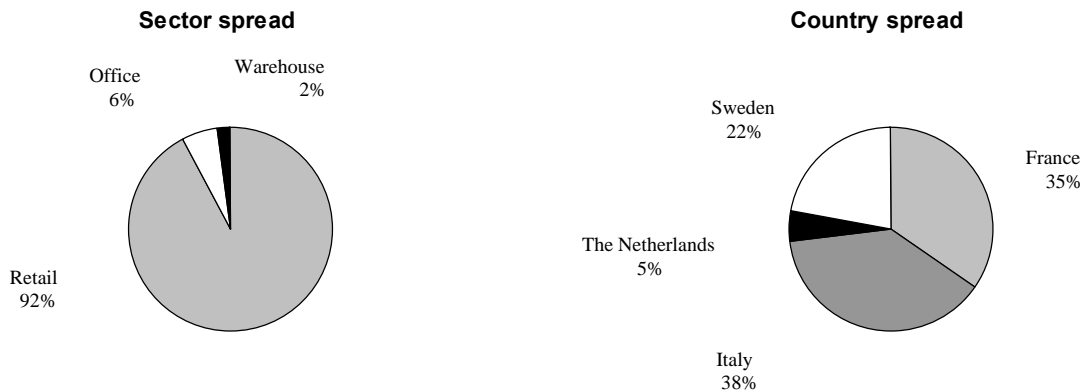 Sector spread
Warehouse
2%
Office
6%
Retail
92%
Country spread
Sweden
22%
France
35%
The Netherlands
5%
Italy
38%